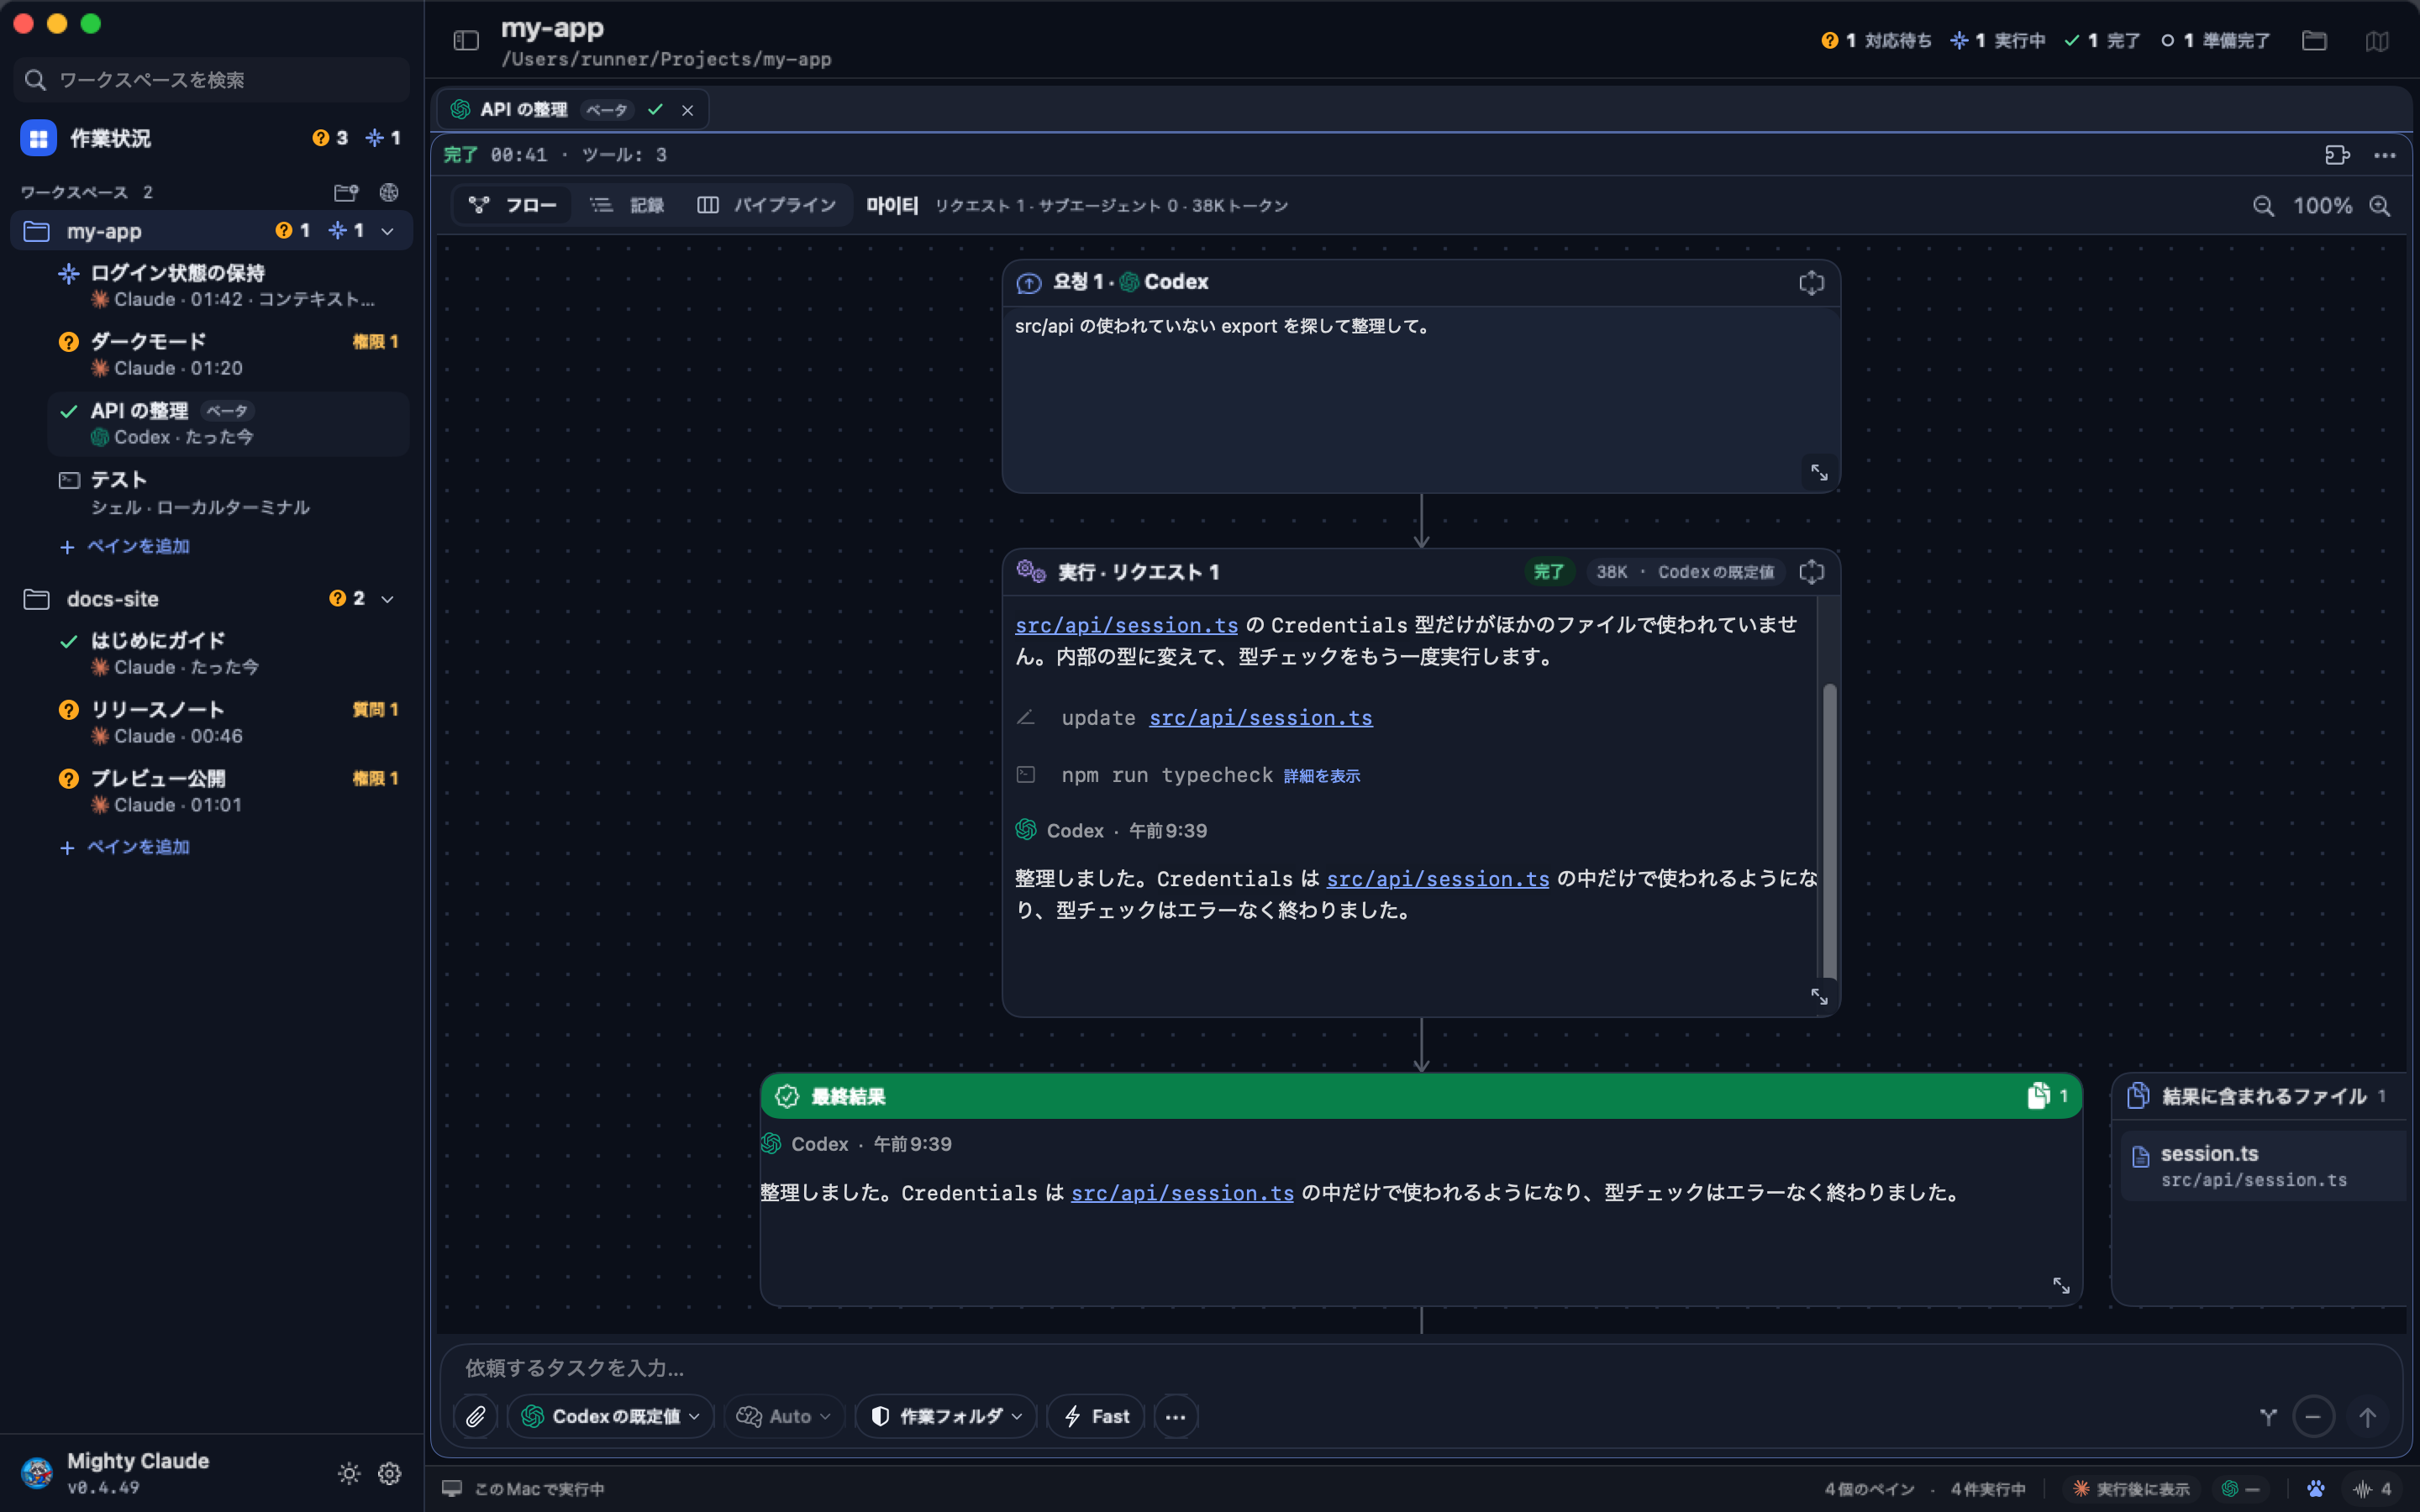 ワークスペースを検索
作業状況 3 1
ワークスペース 2
my-app 1 1
ログイン状態の保持
Claude · 01:42 · コンテキスト...
ダークモード 権限 1
Claude · 01:20
API の整理 ベータ
Codex · たった今
テスト
シェル · ローカルターミナル
+ ペインを追加
docs-site 2
はじめにガイド
Claude · たった今
リリースノート 質問 1
Claude · 00:46
プレビュー公開 権限 1
Claude · 01:01
+ ペインを追加
Mighty Claude
v0.4.49
my-app
/Users/runner/Projects/my-app
1 対応待ち 1 実行中 1 完了 1 準備完了
API の整理 ベータ
完了 00:41 · ツール: 3
フロー 記録 パイプライン 마이티 リクエスト 1 · サブエージェント 0 · 38Kトークン
100%
요청 1 · Codex
src/api の使われていない export を探して整理して。
実行 · リクエスト 1 完了 38K · Codexの既定値
src/api/session.ts の Credentials 型だけがほかのファイルで使われていませ
ん。内部の型に変えて、型チェックをもう一度実行します。
update src/api/session.ts
npm run typecheck 詳細を表示
Codex · 午前9:39
整理しました。Credentials は src/api/session.ts の中だけで使われるようにな
り、型チェックはエラーなく終わりました。
最終結果 1
Codex · 午前9:39
整理しました。Credentials は src/api/session.ts の中だけで使われるようになり、型チェックはエラーなく終わりました。
結果に含まれるファイル 1
session.ts
src/api/session.ts
依頼するタスクを入力...
Codexの既定値 Auto 作業フォルダ Fast
このMacで実行中
4個のペイン · 4件実行中 実行後に表示 — 4